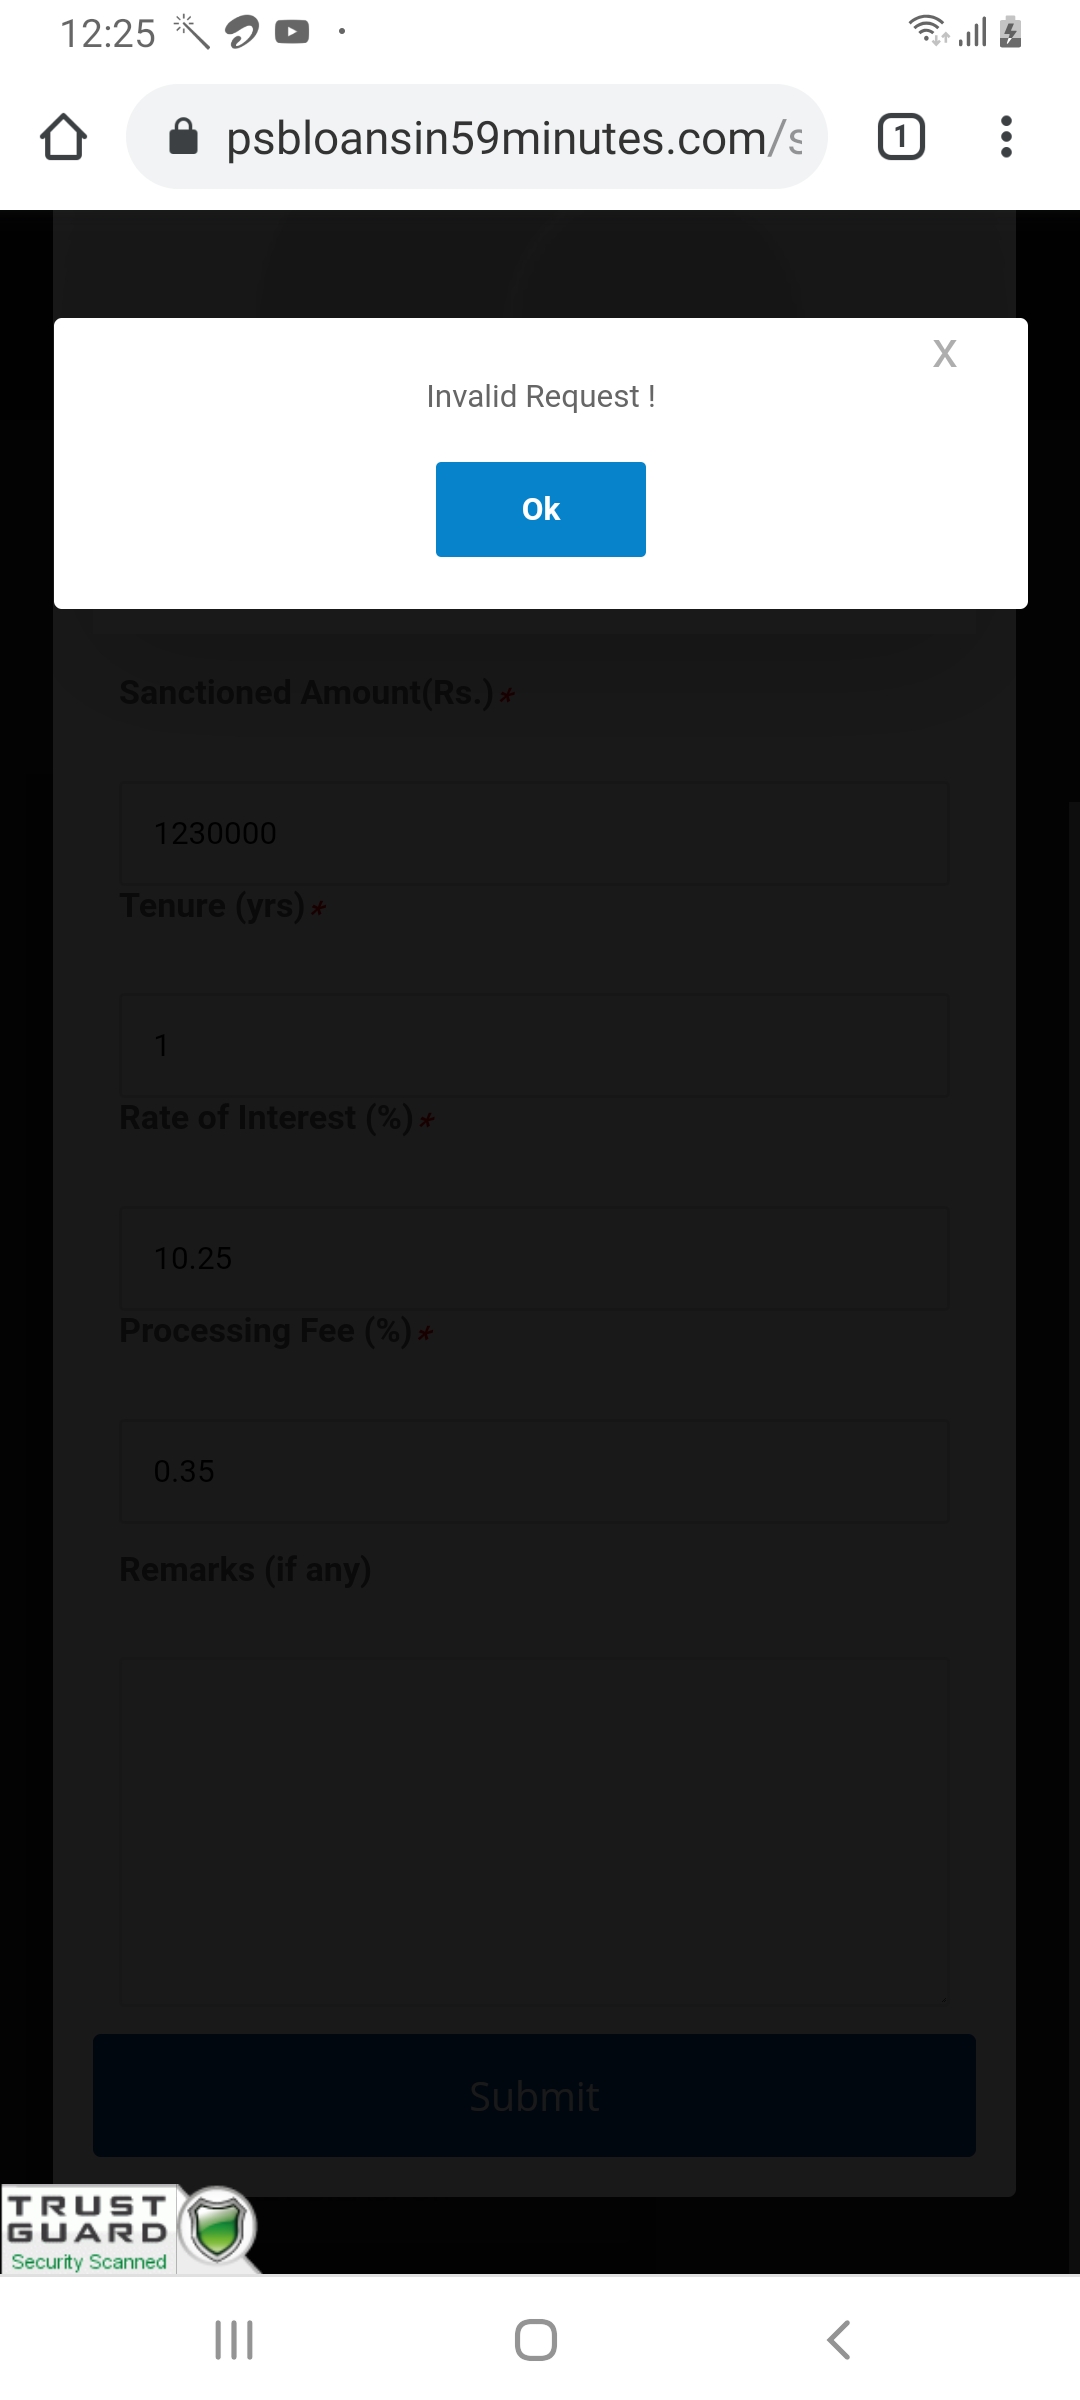 12:25
psbloansin59minutes.com/s
1
X
Invalid Request !
Ok
Sanctioned Amount(Rs.)*
1230000
Tenure (yrs)*
1
Rate of Interest (%)*
10.25
Processing Fee (%)*
0.35
Remarks (if any)
Submit
TRUST
GUARD
Security Scanned